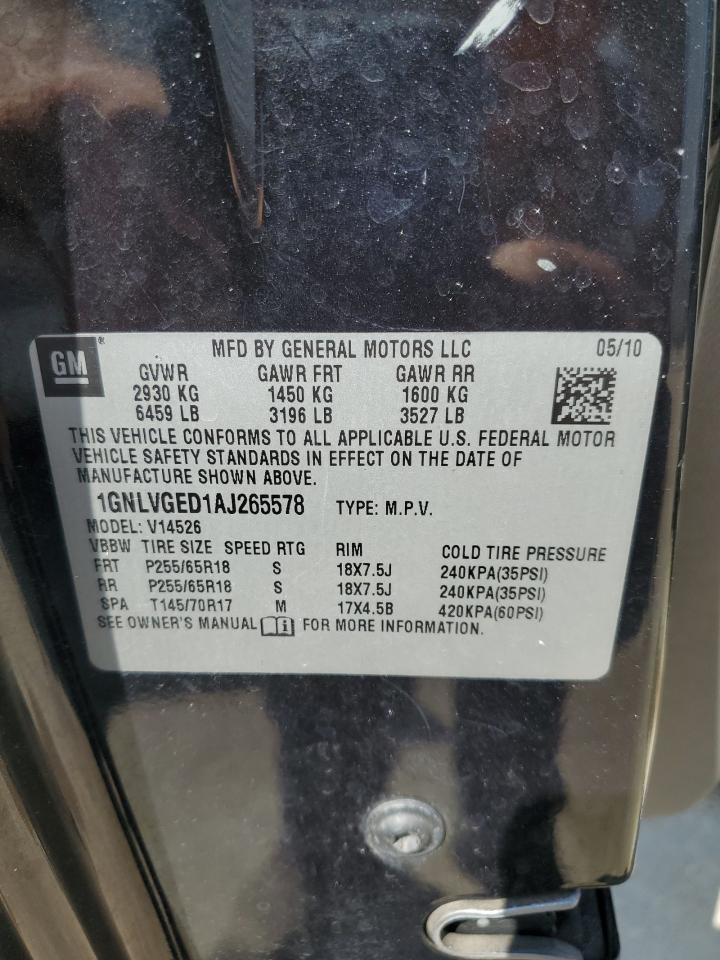 GM ®
MFD BY GENERAL MOTORS LLC 05/10
GVWR GAWR FRT GAWR RR
2930 KG 1450 KG 1600 KG
6459 LB 3196 LB 3527 LB
THIS VEHICLE CONFORMS TO ALL APPLICABLE U.S. FEDERAL MOTOR
VEHICLE SAFETY STANDARDS IN EFFECT ON THE DATE OF
MANUFACTURE SHOWN ABOVE.
1GNLVGED1AJ265578 TYPE: M.P.V.
MODEL: V14526
VBBW TIRE SIZE SPEED RTG RIM COLD TIRE PRESSURE
FRT P255/65R18 S 18X7.5J 240KPA(35PSI)
RR P255/65R18 S 18X7.5J 240KPA(35PSI)
SPA T145/70R17 M 17X4.5B 420KPA(60PSI)
SEE OWNER'S MANUAL i FOR MORE INFORMATION.